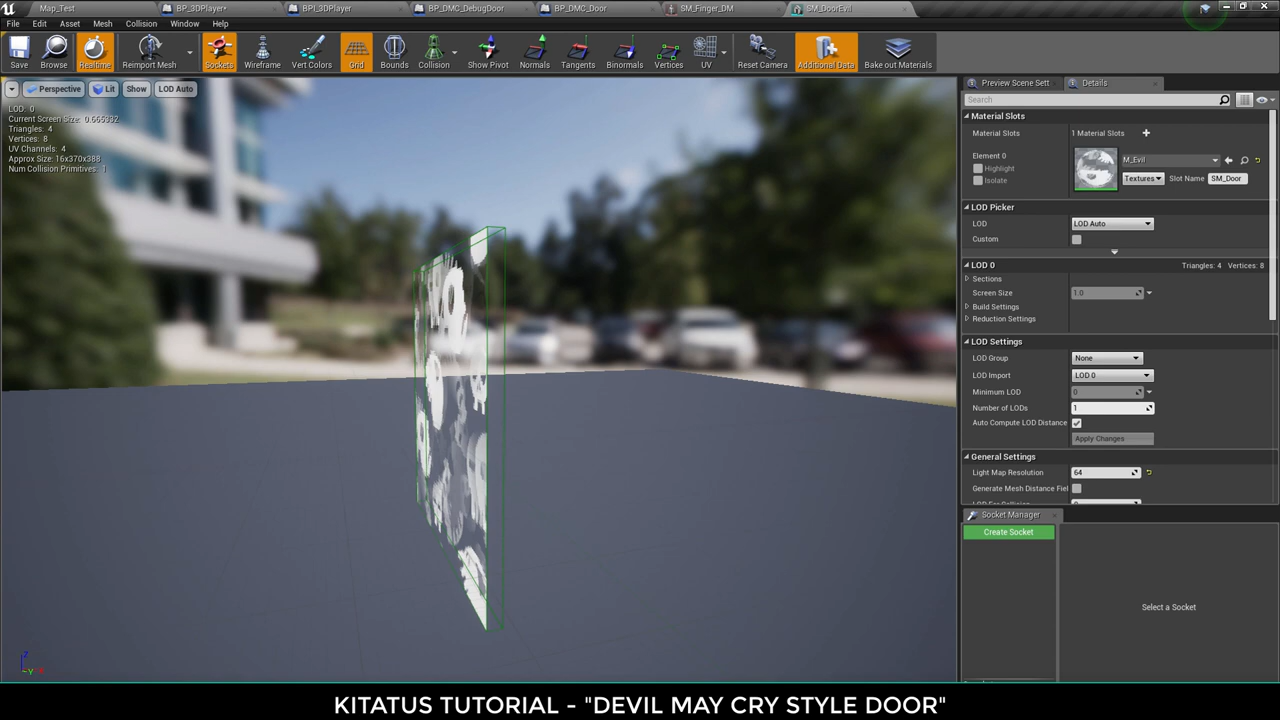 Map_Test BP_3DPlayer* BPI_3DPlayer BP_DMC_DebugDoor BP_DMC_Door SM_Finger_DM SM_DoorEvil
File Edit Asset Mesh Collision Window Help
Save Browse Realtime Reimport Mesh Sockets Wireframe Vert Colors Grid Bounds Collision Show Pivot Normals Tangents Binormals Vertices UV Reset Camera Additional Data Bake out Materials
Perspective Lit Show LOD Auto
LOD: 0
Current Screen Size: 0.665332
Triangles: 4
Vertices: 8
UV Channels: 4
Approx Size: 16x370x388
Num Collision Primitives: 1
Preview Scene Sett Details
Search
Material Slots
Material Slots 1 Material Slots
Element 0
Highlight
Isolate
M_Evil
Textures Slot Name SM_Door
LOD Picker
LOD LOD Auto
Custom
LOD 0 Triangles: 4 Vertices: 8
Sections
Screen Size 1.0
Build Settings
Reduction Settings
LOD Settings
LOD Group None
LOD Import LOD 0
Minimum LOD 0
Number of LODs 1
Auto Compute LOD Distance
Apply Changes
General Settings
Light Map Resolution 64
Generate Mesh Distance Fiel
Socket Manager
Create Socket
Select a Socket
Z
Y
KITATUS TUTORIAL - "DEVIL MAY CRY STYLE DOOR"